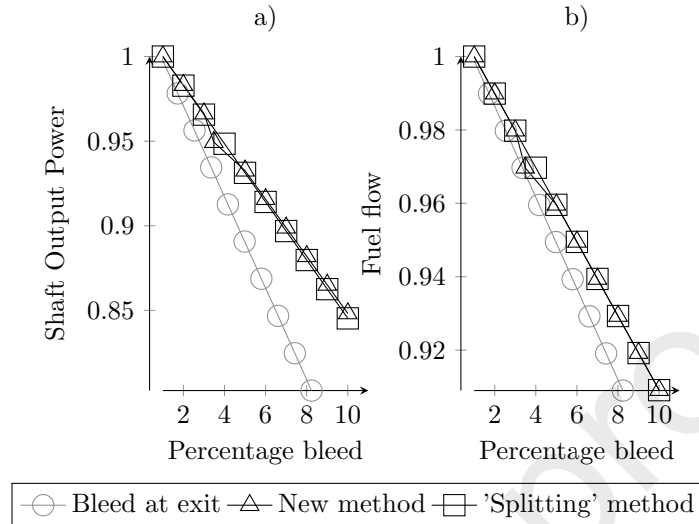 a)
1
0.95
0.9
0.85
2 4 6 8 10
Percentage bleed
Shaft Output Power
b)
1
0.98
0.96
0.94
0.92
2 4 6 8 10
Percentage bleed
Fuel flow
Bleed at exit New method 'Splitting' method